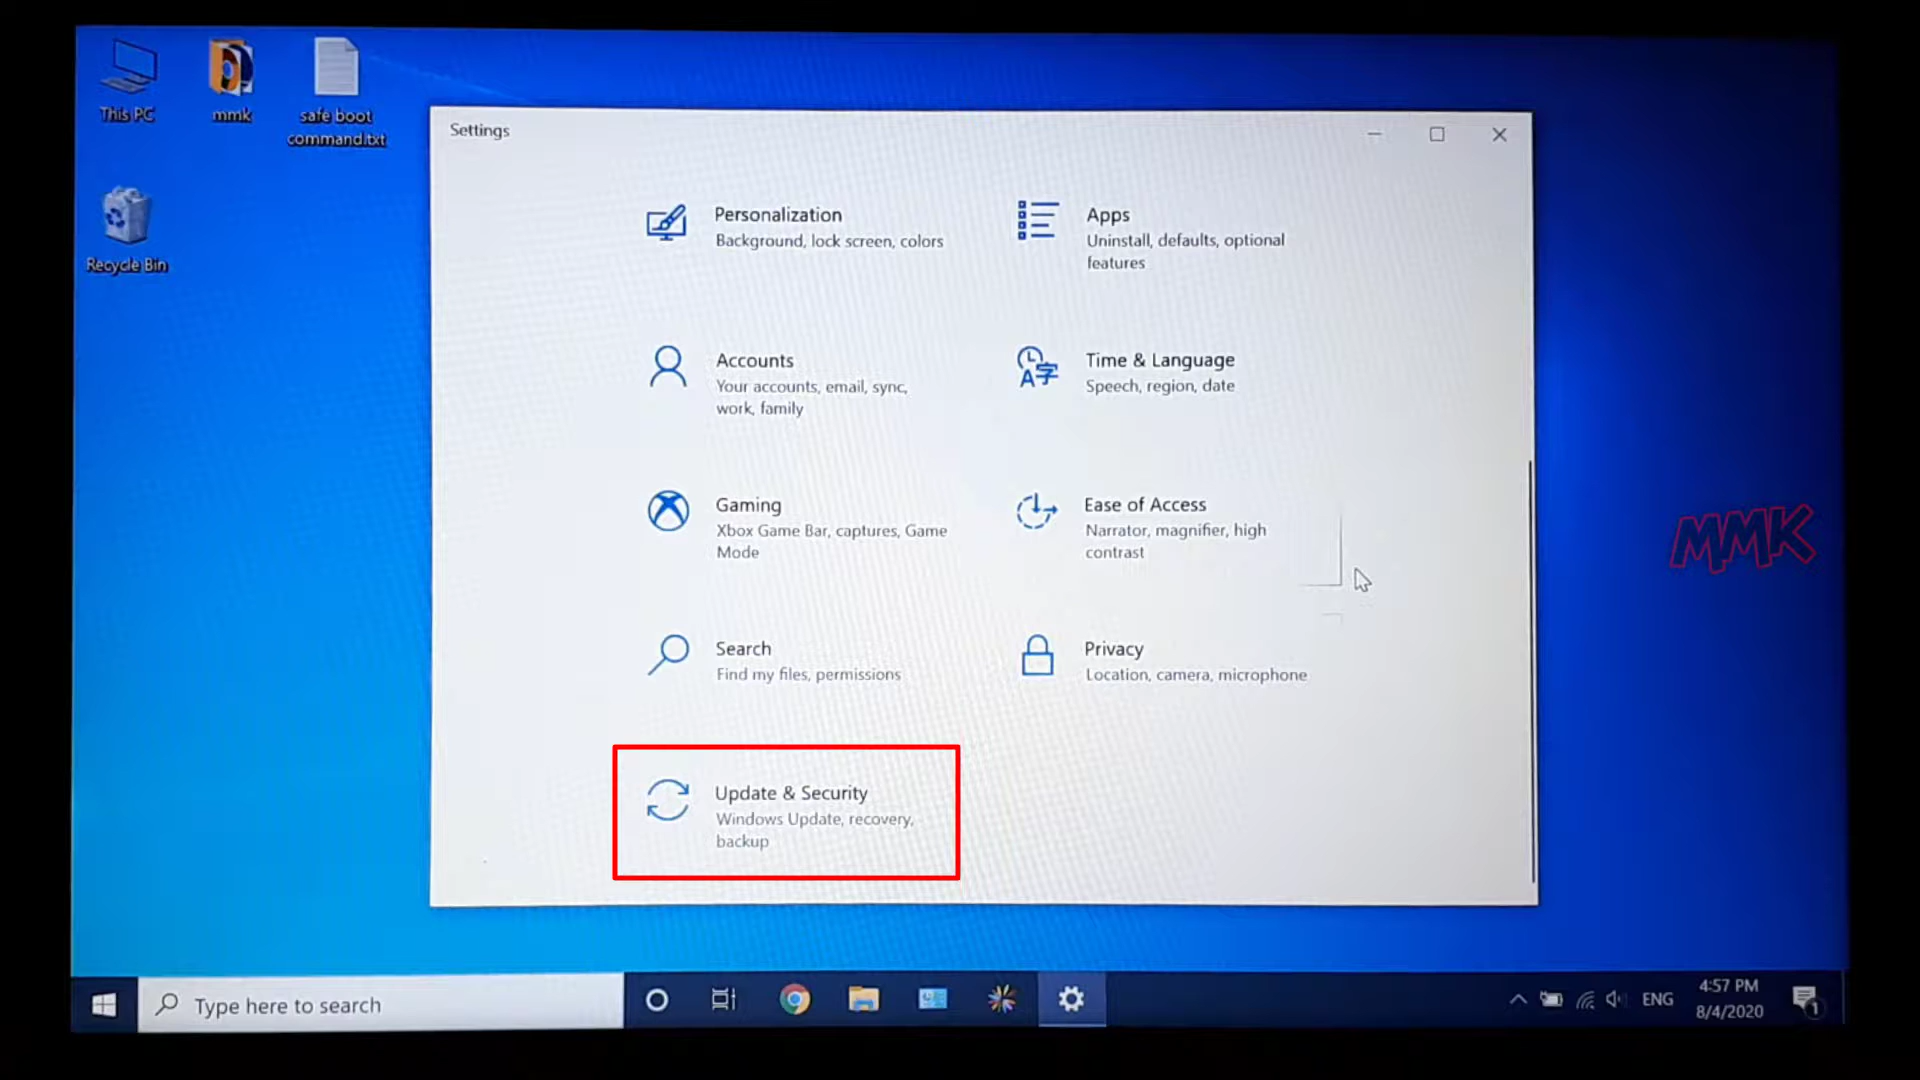 This PC
mmk
safe boot
command.txt
Recycle Bin
Settings
Personalization
Background, lock screen, colors
Apps
Uninstall, defaults, optional
features
Accounts
Your accounts, email, sync,
work, family
Time & Language
Speech, region, date
Gaming
Xbox Game Bar, captures, Game
Mode
Ease of Access
Narrator, magnifier, high
contrast
Search
Find my files, permissions
Privacy
Location, camera, microphone
Update & Security
Windows Update, recovery,
backup
MMK
Type here to search
ENG
4:57 PM
8/4/2020
1